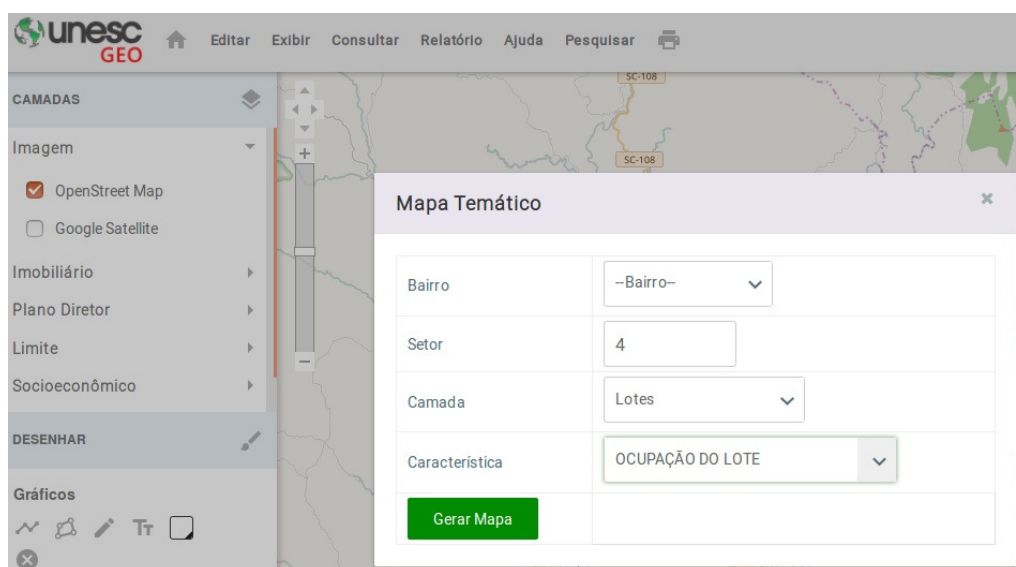 unesc
GEO
Editar Exibir Consultar Relatório Ajuda Pesquisar
CAMADAS
Imagem
OpenStreet Map
Google Satellite
Imobiliário
Plano Diretor
Limite
Socioeconômico
DESENHAR
Gráficos
TT
SC-108
SC-108
Mapa Temático
Bairro --Bairro--
Setor 4
Camada Lotes
Característica OCUPAÇÃO DO LOTE
Gerar Mapa